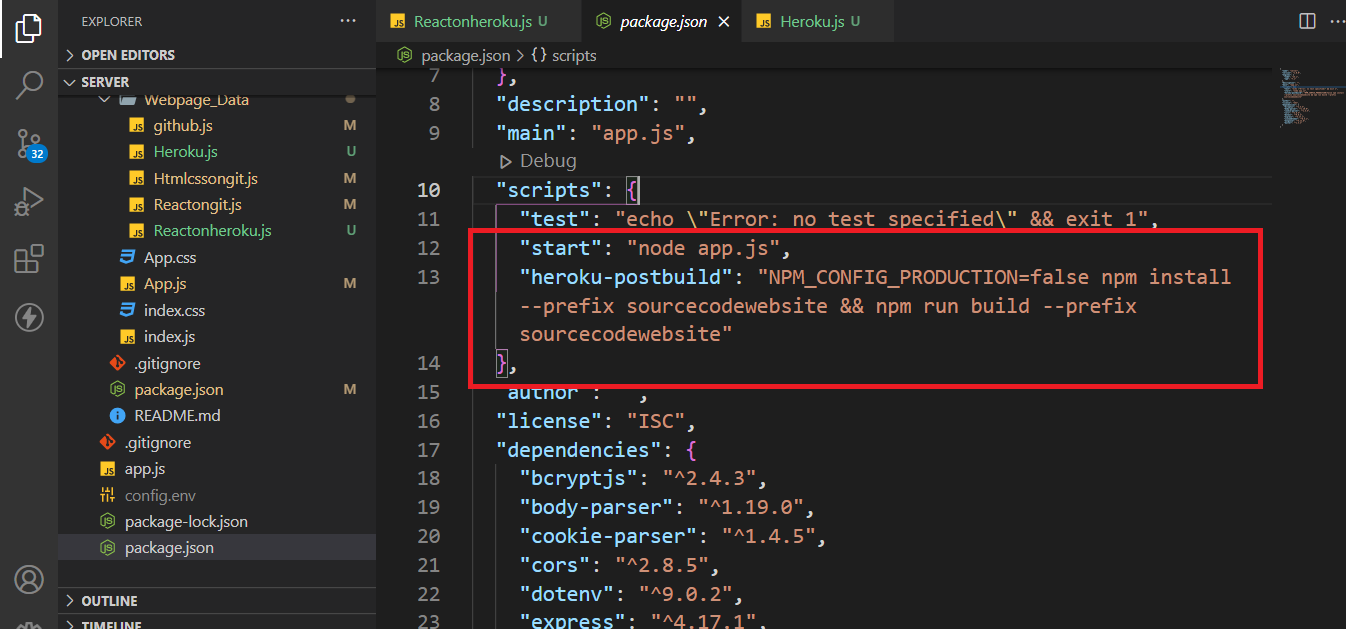 EXPLORER
OPEN EDITORS
SERVER
Webpage_Data
github.js M
Heroku.js U
Htmlcssongit.js M
Reactongit.js M
Reactonheroku.js U
App.css
App.js M
index.css
index.js
.gitignore
package.json M
README.md
.gitignore
app.js
config.env
package-lock.json
package.json
OUTLINE
TIMELINE
32
Reactonheroku.js U
package.json
Heroku.js U
package.json > {} scripts
7 },
8 "description": "",
9 "main": "app.js",
Debug
10 "scripts": {
11 "test": "echo \"Error: no test specified\" && exit 1",
12 "start": "node app.js",
13 "heroku-postbuild": "NPM_CONFIG_PRODUCTION=false npm install
--prefix sourcecodewebsite && npm run build --prefix
sourcecodewebsite"
14 },
15 author : ,
16 "license": "ISC",
17 "dependencies": {
18 "bcryptjs": "^2.4.3",
19 "body-parser": "^1.19.0",
20 "cookie-parser": "^1.4.5",
21 "cors": "^2.8.5",
22 "dotenv": "^9.0.2",
23 "express": "^4.17.1",